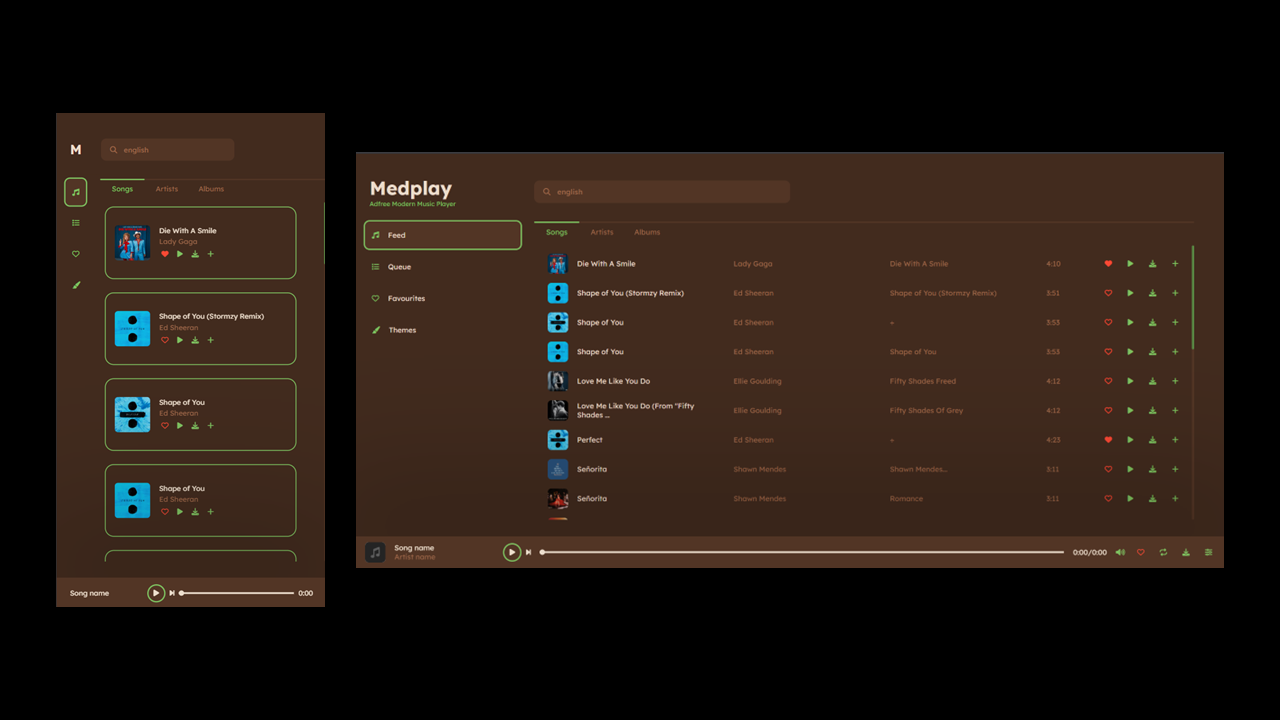 M
english
Songs Artists Albums
Die With A Smile
Lady Gaga
Shape of You (Stormzy Remix)
Ed Sheeran
Shape of You
Ed Sheeran
Shape of You
Ed Sheeran
Song name 0:00
Medplay
Adfree Modern Music Player
english
Feed
Queue
Favourites
Themes
Songs Artists Albums
Die With A Smile Lady Gaga Die With A Smile 4:10
Shape of You (Stormzy Remix) Ed Sheeran Shape of You (Stormzy Remix) 3:51
Shape of You Ed Sheeran ÷ 3:53
Shape of You Ed Sheeran Shape of You 3:53
Love Me Like You Do Ellie Goulding Fifty Shades Freed 4:12
Love Me Like You Do (From "Fifty
Shades ... Ellie Goulding Fifty Shades Of Grey 4:12
Perfect Ed Sheeran ÷ 4:23
Señorita Shawn Mendes Shawn Mendes... 3:11
Señorita Shawn Mendes Romance 3:11
Song name
Artist name
0:00/0:00